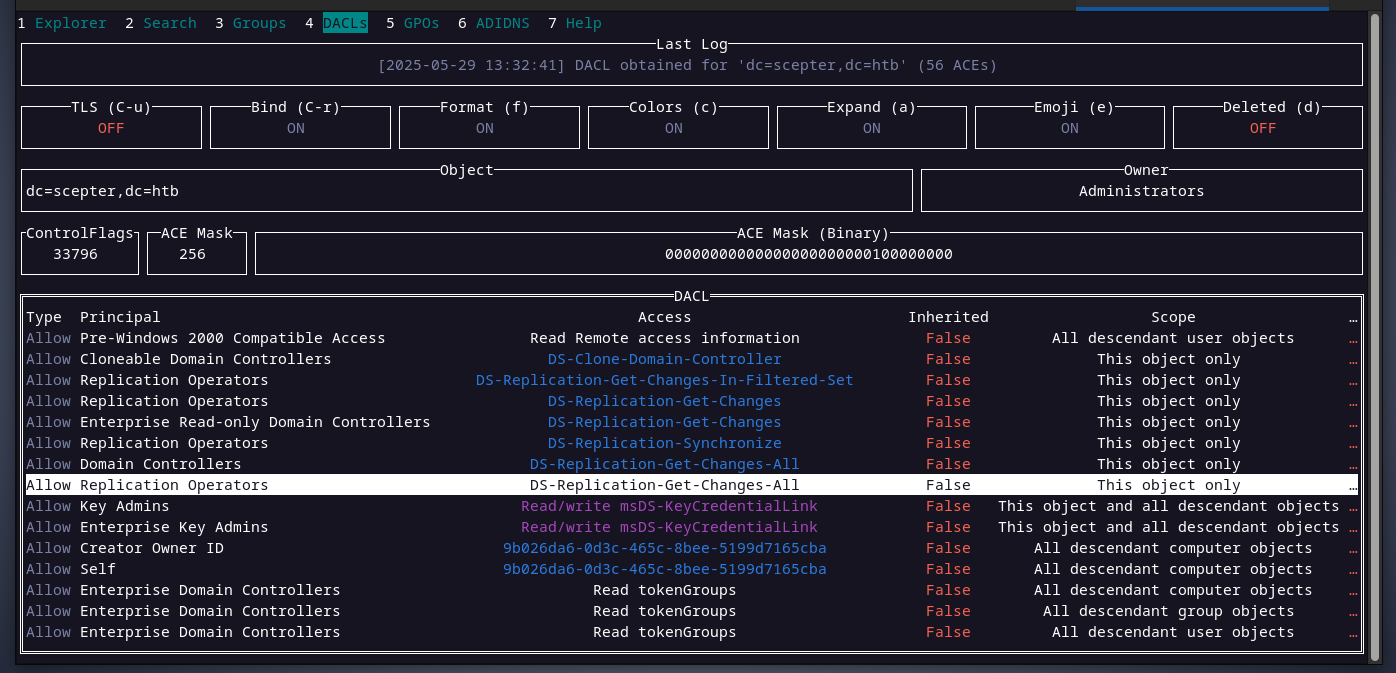 1 Explorer 2 Search 3 Groups 4 DACLs 5 GPOs 6 ADIDNS 7 Help
Last Log
[2025-05-29 13:32:41] DACL obtained for 'dc=scepter,dc=htb' (56 ACEs)
TLS (C-u) Bind (C-r) Format (f) Colors (c) Expand (a) Emoji (e) Deleted (d)
OFF ON ON ON ON ON OFF
Object Owner
dc=scepter,dc=htb Administrators
ControlFlags ACE Mask ACE Mask (Binary)
33796 256 00000000000000000000000100000000
DACL
Type Principal Access Inherited Scope …
Allow Pre-Windows 2000 Compatible Access Read Remote access information False All descendant user objects …
Allow Cloneable Domain Controllers DS-Clone-Domain-Controller False This object only …
Allow Replication Operators DS-Replication-Get-Changes-In-Filtered-Set False This object only …
Allow Replication Operators DS-Replication-Get-Changes False This object only …
Allow Enterprise Read-only Domain Controllers DS-Replication-Get-Changes False This object only …
Allow Replication Operators DS-Replication-Synchronize False This object only …
Allow Domain Controllers DS-Replication-Get-Changes-All False This object only …
Allow Replication Operators DS-Replication-Get-Changes-All False This object only …
Allow Key Admins Read/write msDS-KeyCredentialLink False This object and all descendant objects …
Allow Enterprise Key Admins Read/write msDS-KeyCredentialLink False This object and all descendant objects …
Allow Creator Owner ID 9b026da6-0d3c-465c-8bee-5199d7165cba False All descendant computer objects …
Allow Self 9b026da6-0d3c-465c-8bee-5199d7165cba False All descendant computer objects …
Allow Enterprise Domain Controllers Read tokenGroups False All descendant computer objects …
Allow Enterprise Domain Controllers Read tokenGroups False All descendant group objects …
Allow Enterprise Domain Controllers Read tokenGroups False All descendant user objects …